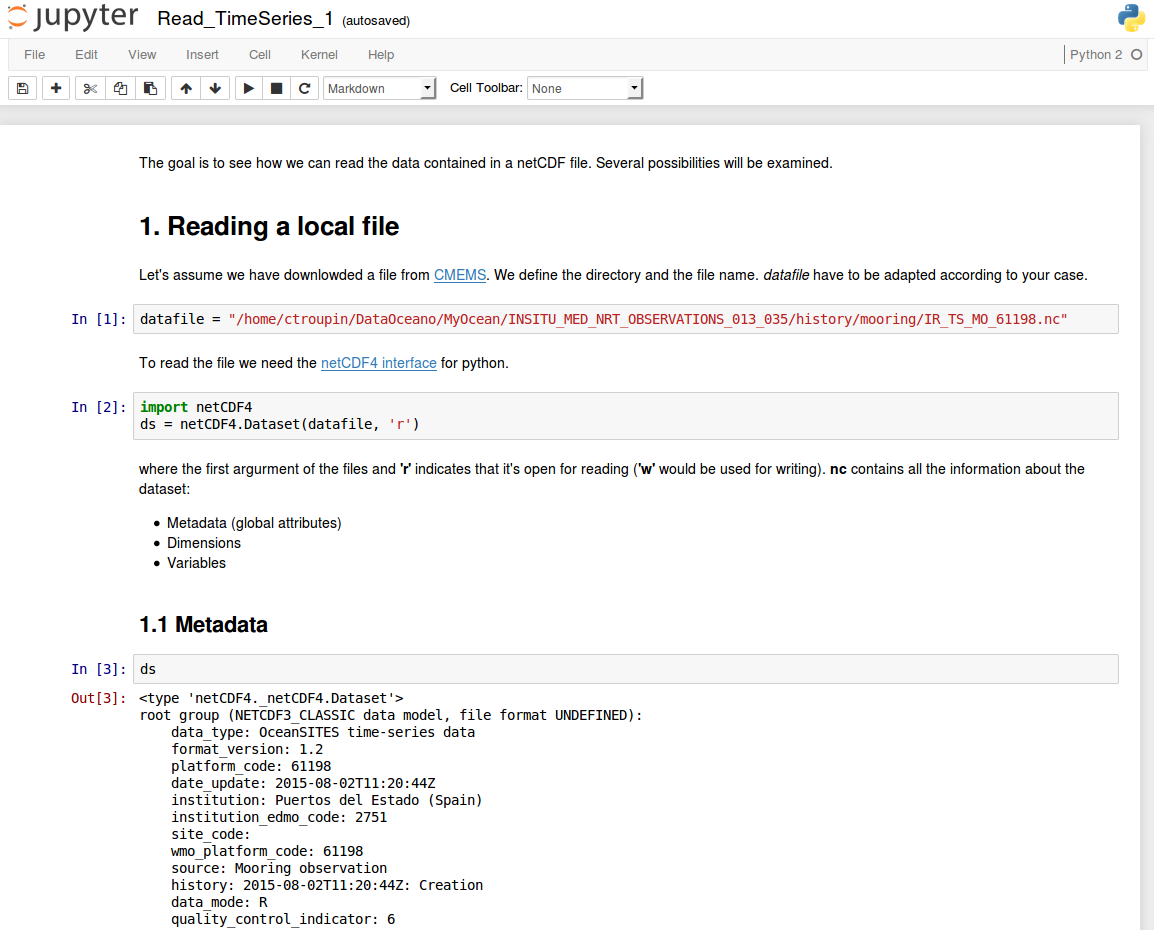 jupyter Read_TimeSeries_1 (autosaved)
File Edit View Insert Cell Kernel Help Python 2
Markdown Cell Toolbar: None
The goal is to see how we can read the data contained in a netCDF file. Several possibilities will be examined.
1. Reading a local file
Let's assume we have downlowded a file from CMEMS. We define the directory and the file name. datafile have to be adapted according to your case.
In [1]: datafile = "/home/ctroupin/DataOceano/MyOcean/INSITU_MED_NRT_OBSERVATIONS_013_035/history/mooring/IR_TS_MO_61198.nc"
To read the file we need the netCDF4 interface for python.
In [2]: import netCDF4
ds = netCDF4.Dataset(datafile, 'r')
where the first argurment of the files and 'r' indicates that it's open for reading ('w' would be used for writing). nc contains all the information about the
dataset:
• Metadata (global attributes)
• Dimensions
• Variables
1.1 Metadata
In [3]: ds
Out[3]: <type 'netCDF4._netCDF4.Dataset'>
root group (NETCDF3_CLASSIC data model, file format UNDEFINED):
data_type: OceanSITES time-series data
format_version: 1.2
platform_code: 61198
date_update: 2015-08-02T11:20:44Z
institution: Puertos del Estado (Spain)
institution_edmo_code: 2751
site_code:
wmo_platform_code: 61198
source: Mooring observation
history: 2015-08-02T11:20:44Z: Creation
data_mode: R
quality_control_indicator: 6